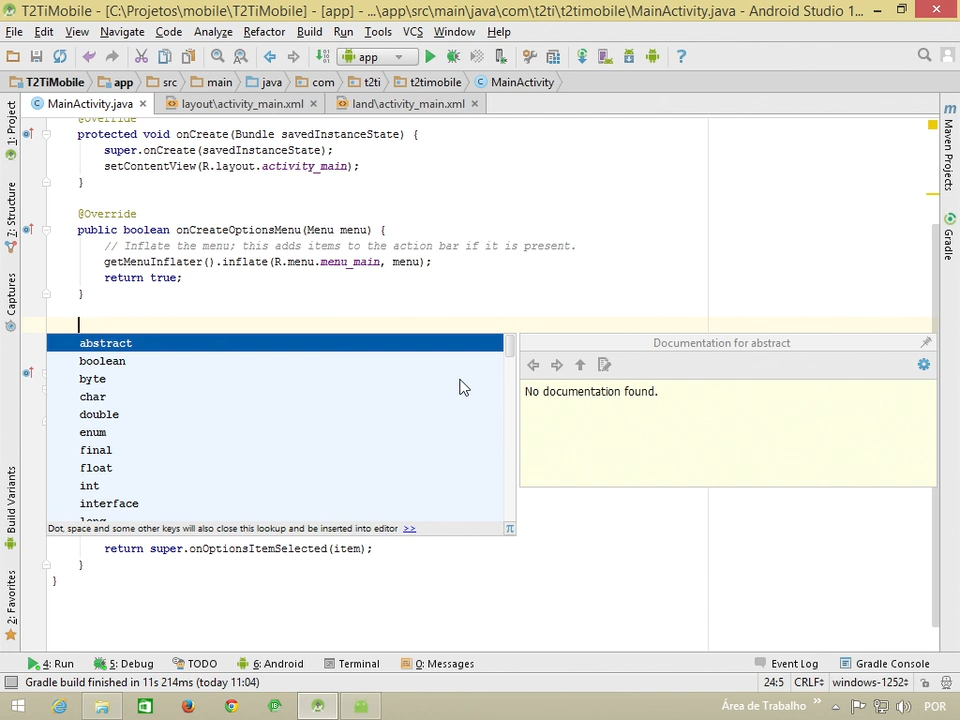 T2TiMobile - [C:\Projetos\mobile\T2TiMobile] - [app] - ...\app\src\main\java\com\t2ti\t2timobile\MainActivity.java - Android Studio 1...
File Edit View Navigate Code Analyze Refactor Build Run Tools VCS Window Help
app
T2TiMobile app src main java com t2ti t2timobile MainActivity
MainActivity.java layout\activity_main.xml land\activity_main.xml
1: Project
7: Structure
Captures
Build Variants
2: Favorites
@Override
protected void onCreate(Bundle savedInstanceState) {
super.onCreate(savedInstanceState);
setContentView(R.layout.activity_main);
}
@Override
public boolean onCreateOptionsMenu(Menu menu) {
// Inflate the menu; this adds items to the action bar if it is present.
getMenuInflater().inflate(R.menu.menu_main, menu);
return true;
}
abstract
boolean
byte
char
double
enum
final
float
int
interface
long
Dot, space and some other keys will also close this lookup and be inserted into editor >>
π
Documentation for abstract
No documentation found.
return super.onOptionsItemSelected(item);
}
}
Maven Projects
Gradle
4: Run 5: Debug TODO 6: Android Terminal 0: Messages Event Log Gradle Console
Gradle build finished in 11s 214ms (today 11:04) 24:5 CRLF windows-1252
Área de Trabalho POR